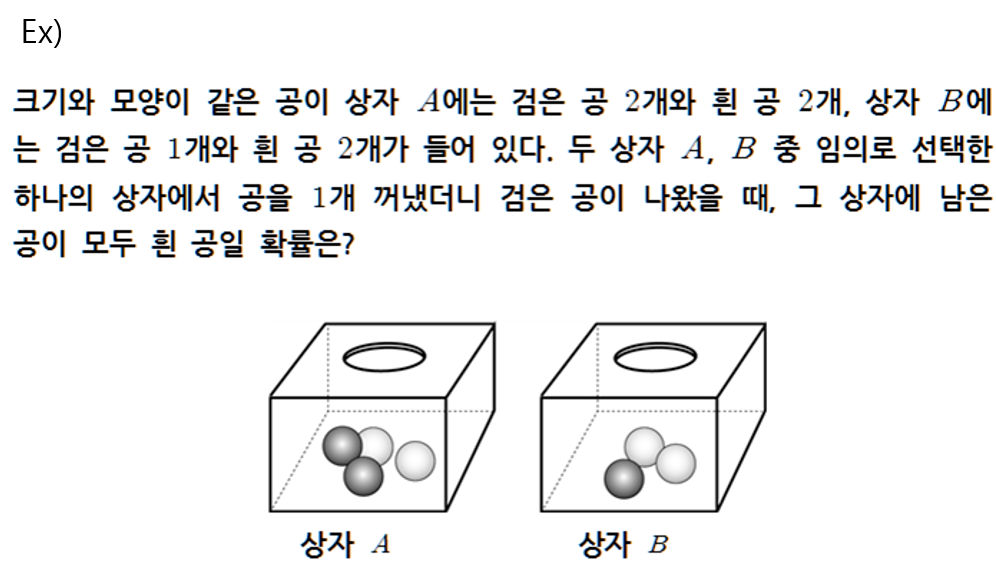 Ex)
크기와 모양이 같은 공이 상자 A에는 검은 공 2개와 흰 공 2개, 상자 B에
는 검은 공 1개와 흰 공 2개가 들어 있다. 두 상자 A, B 중 임의로 선택한
하나의 상자에서 공을 1개 꺼냈더니 검은 공이 나왔을 때, 그 상자에 남은
공이 모두 흰 공일 확률은?
상자 A 상자 B